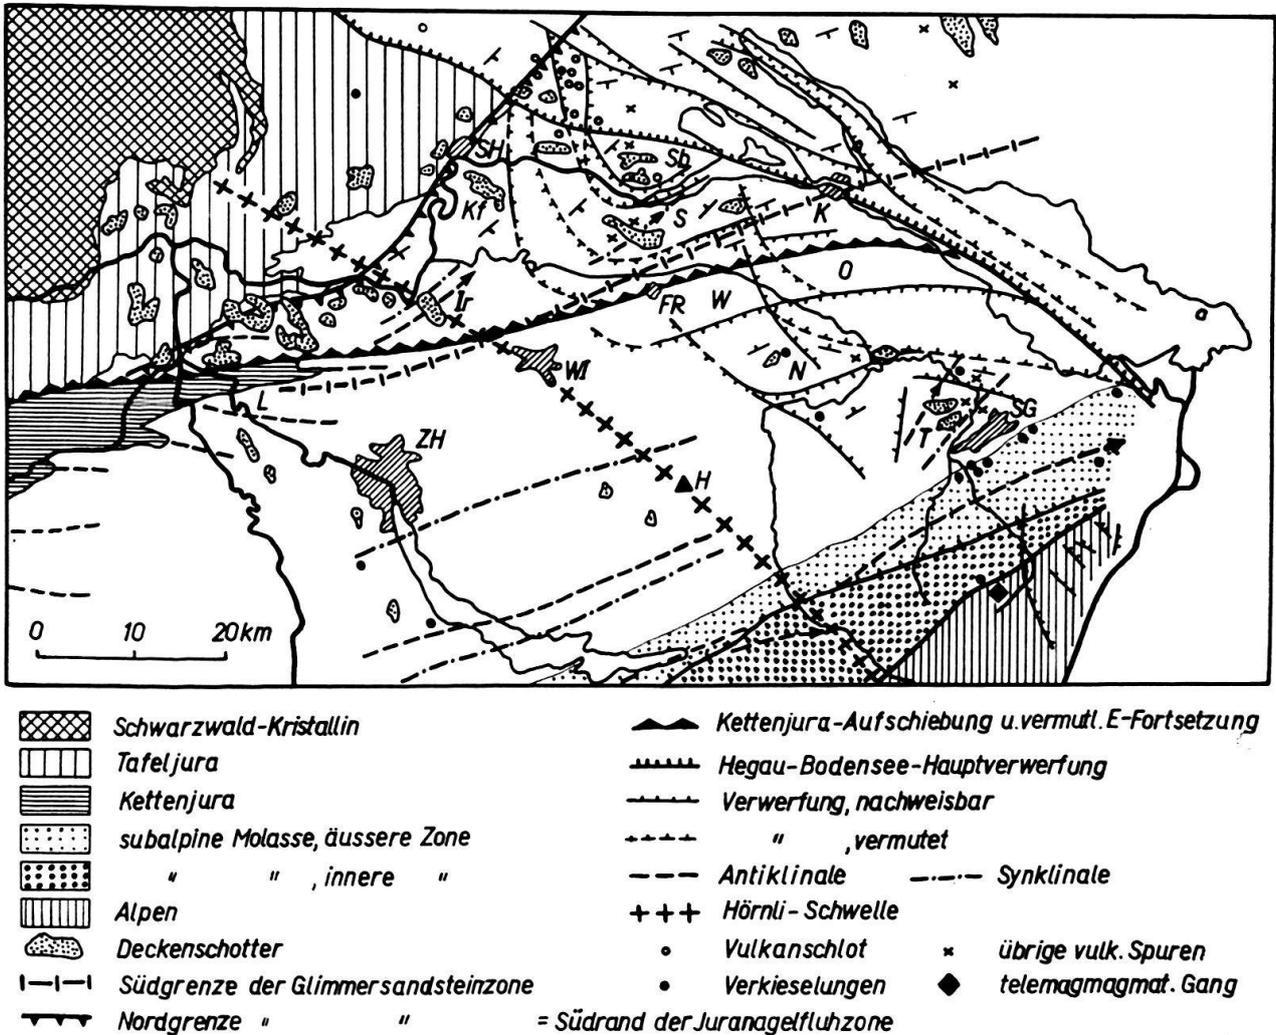 SH
Sb
Kf
S
K
O
Ir
FR
W
WI
N
L
SG
T
ZH
H
0 10 20km
Schwarzwald-Kristallin
Tafeljura
Kettenjura
subalpine Molasse, äussere Zone
" " , innere "
Alpen
Deckenschotter
Südgrenze der Glimmersandsteinzone
Nordgrenze " " = Südrand der Juranagelfluhzone
Kettenjura-Aufschiebung u. vermutl. E-Fortsetzung
Hegau-Bodensee-Hauptverwerfung
Verwerfung, nachweisbar
" , vermutet
Antiklinale Synklinale
Hörnli-Schwelle
Vulkanschlot übrige vulk. Spuren
Verkieselungen telemagmagmat. Gang